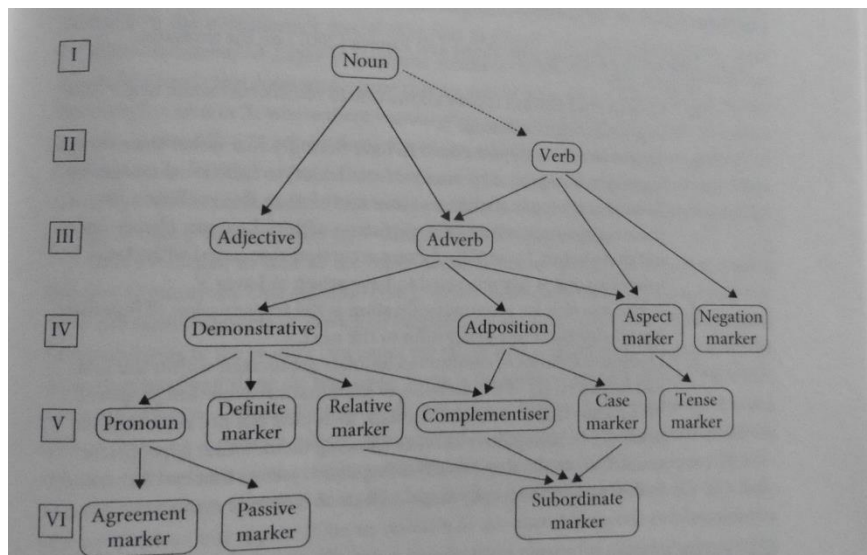 I
Noun
II
Verb
III
Adjective
Adverb
IV
Demonstrative
Adposition
Aspect
marker
Negation
marker
V
Pronoun
Definite
marker
Relative
marker
Complementiser
Case
marker
Tense
marker
VI
Agreement
marker
Passive
marker
Subordinate
marker